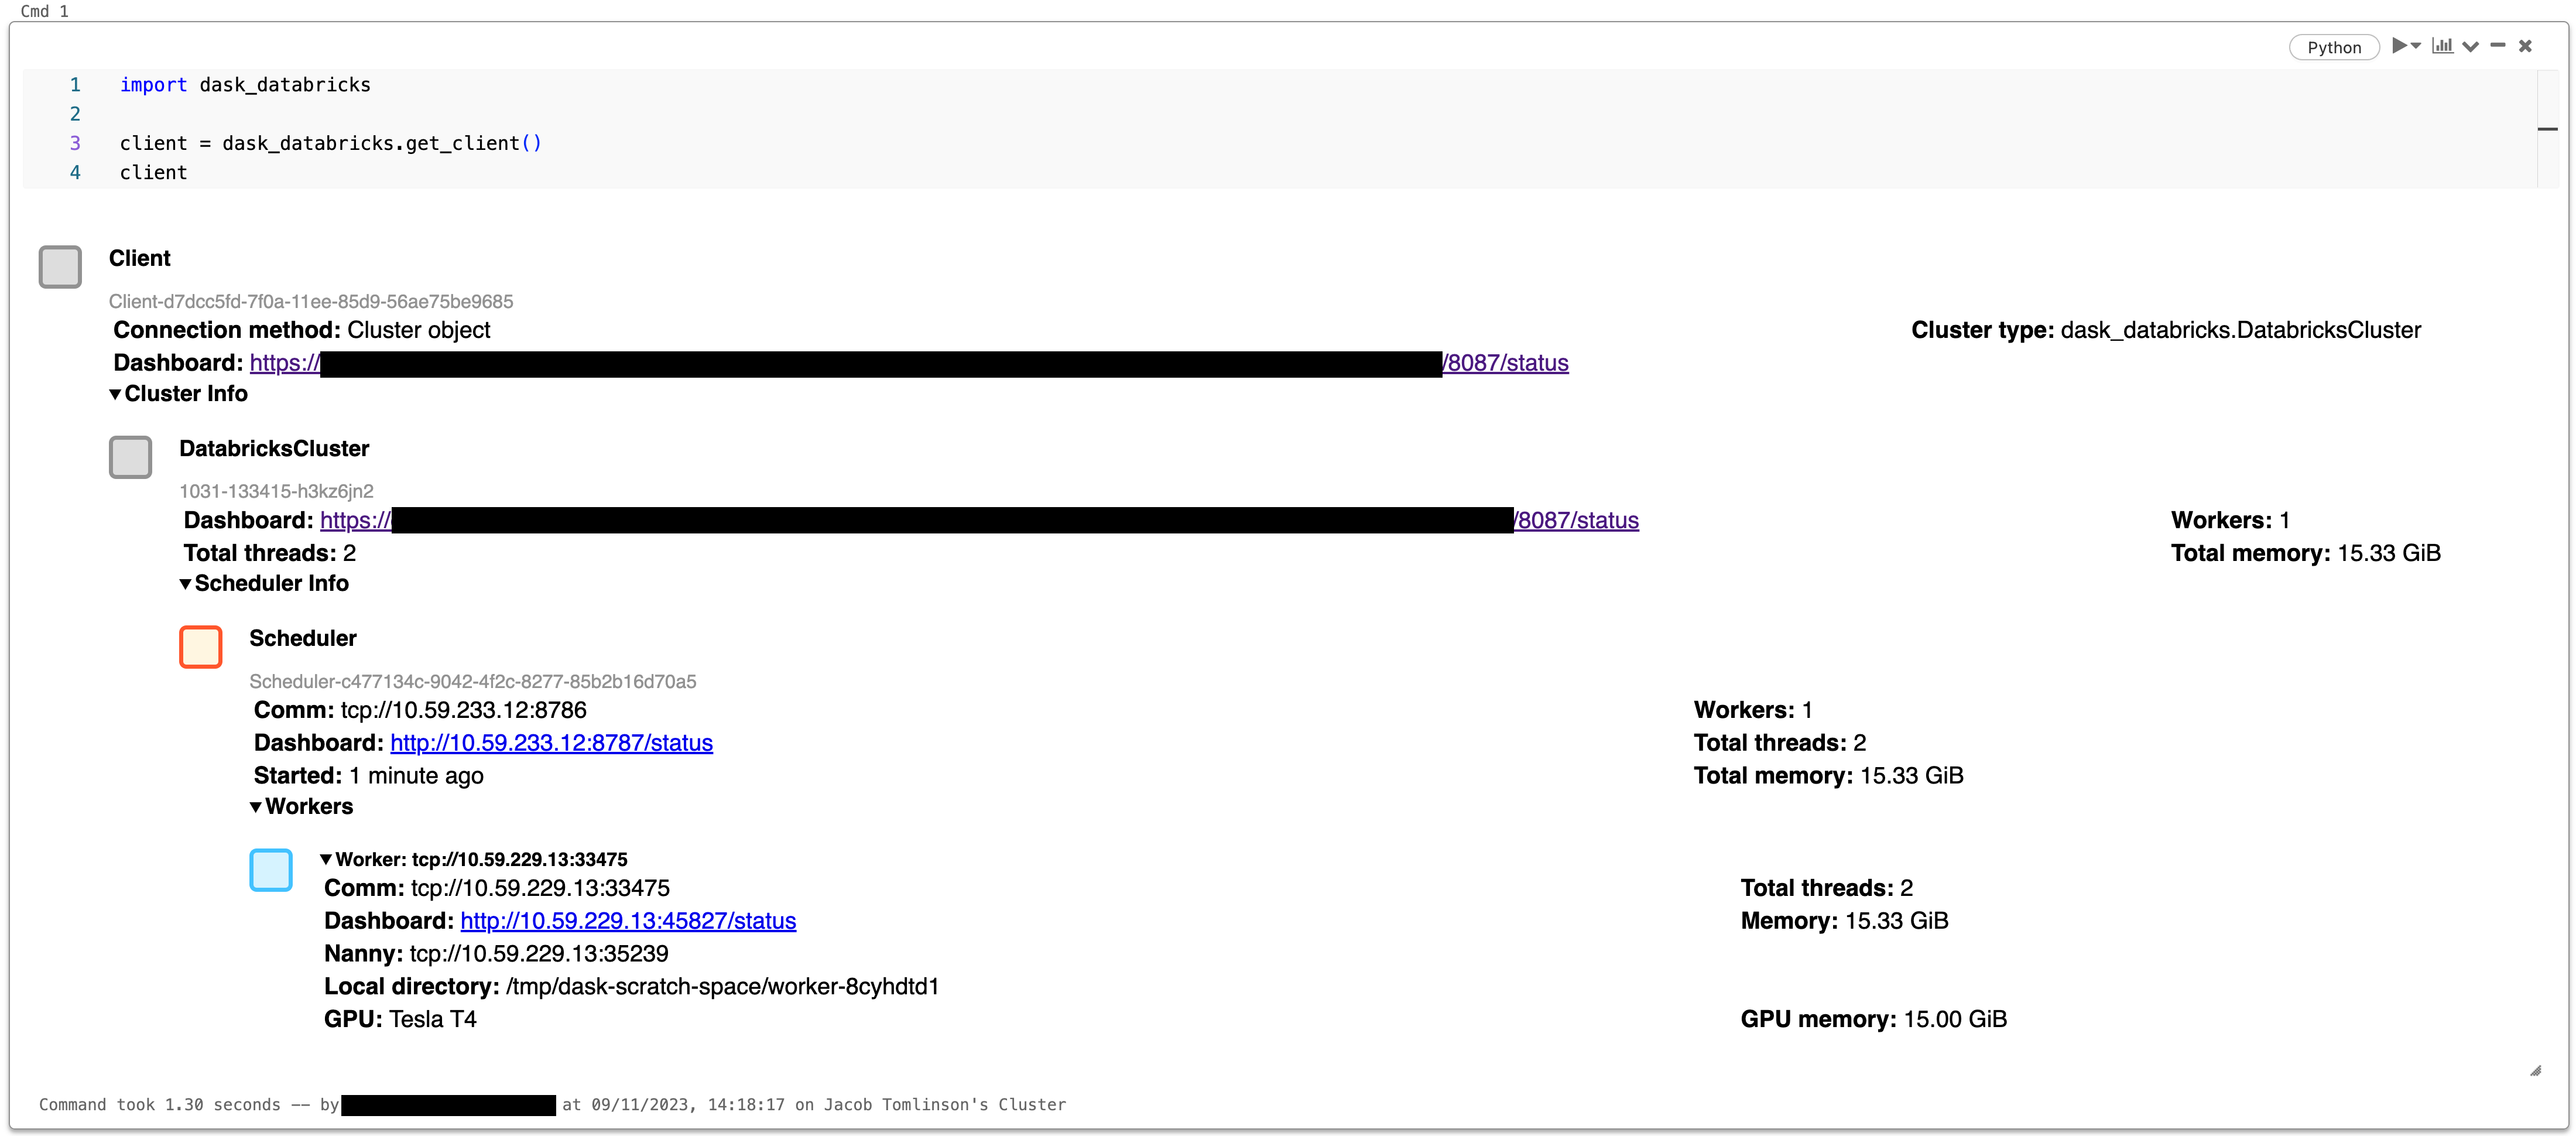 Cmd 1
Python
1 import dask_databricks
2
3 client = dask_databricks.get_client()
4 client
Client
Client-d7dcc5fd-7f0a-11ee-85d9-56ae75be9685
Connection method: Cluster object Cluster type: dask_databricks.DatabricksCluster
Dashboard: https:// /8087/status
▼Cluster Info
DatabricksCluster
1031-133415-h3kz6jn2
Dashboard: https:// /8087/status Workers: 1
Total threads: 2 Total memory: 15.33 GiB
▼Scheduler Info
Scheduler
Scheduler-c477134c-9042-4f2c-8277-85b2b16d70a5
Comm: tcp://10.59.233.12:8786 Workers: 1
Dashboard: http://10.59.233.12:8787/status Total threads: 2
Started: 1 minute ago Total memory: 15.33 GiB
▼Workers
▼Worker: tcp://10.59.229.13:33475
Comm: tcp://10.59.229.13:33475 Total threads: 2
Dashboard: http://10.59.229.13:45827/status Memory: 15.33 GiB
Nanny: tcp://10.59.229.13:35239
Local directory: /tmp/dask-scratch-space/worker-8cyhdtd1
GPU: Tesla T4 GPU memory: 15.00 GiB
Command took 1.30 seconds -- by at 09/11/2023, 14:18:17 on Jacob Tomlinson's Cluster